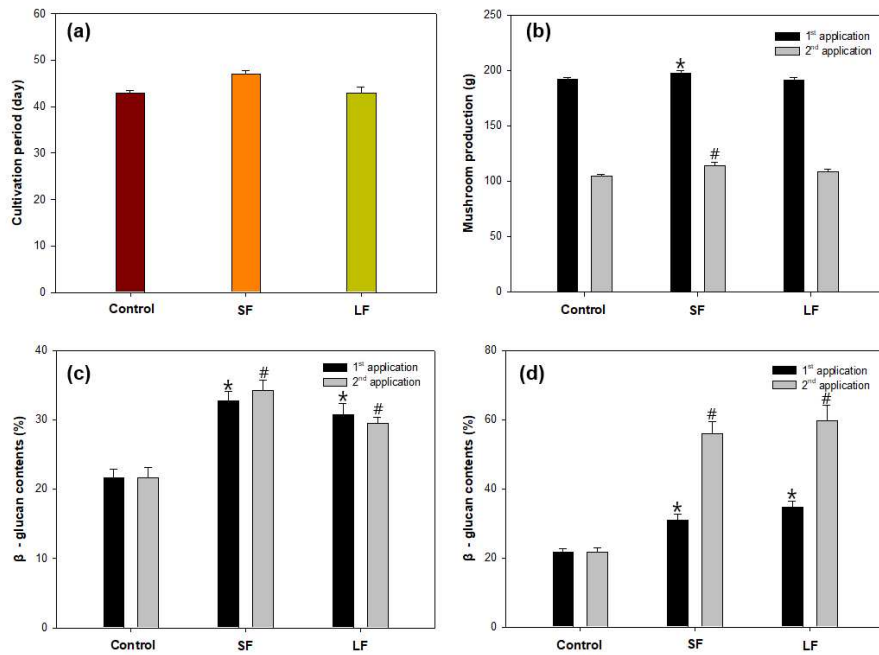 (a)
Cultivation period (day)
60
50
40
30
20
10
0
Control SF LF
(b)
1st application
2nd application
Mushroom production (g)
250
200
150
100
50
0
*
#
Control SF LF
(c)
1st application
2nd application
β - glucan contents (%)
40
30
20
10
0
* # * #
Control SF LF
(d)
1st application
2nd application
β - glucan contents (%)
80
60
40
20
0
* # * #
Control SF LF